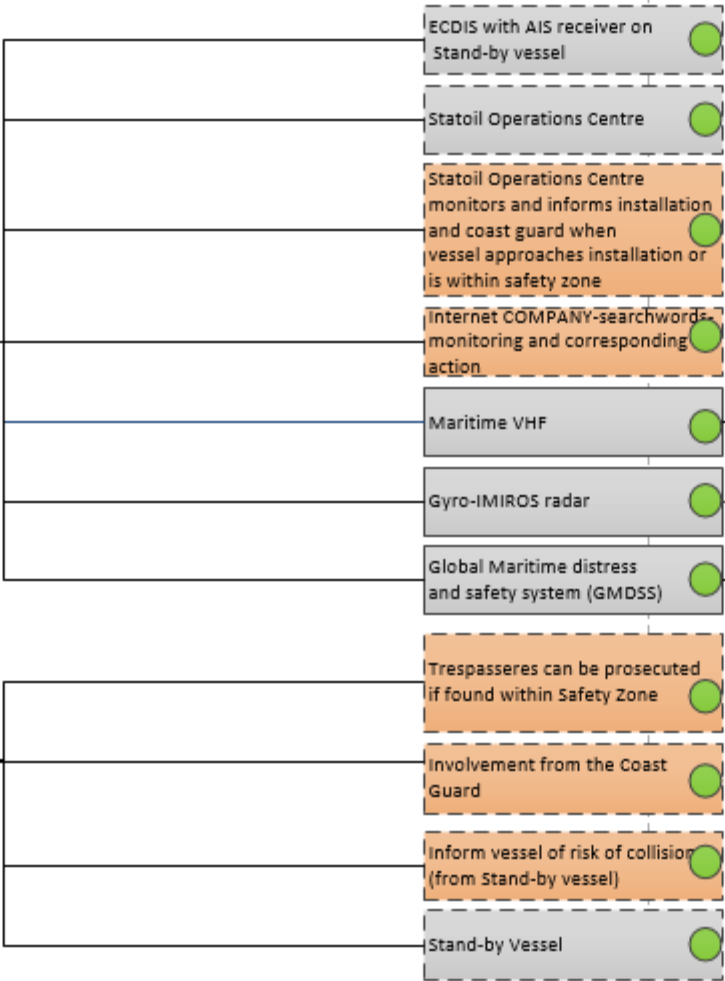 ECDIS with AIS receiver on
Stand-by vessel
Statoil Operations Centre
Statoil Operations Centre
monitors and informs installation
and coast guard when
vessel approaches installation or
is within safety zone
Internet COMPANY-searchwords-
monitoring and corresponding
action
Maritime VHF
Gyro-IMIROS radar
Global Maritime distress
and safety system (GMDSS)
Trespasseres can be prosecuted
if found within Safety Zone
Involvement from the Coast
Guard
Inform vessel of risk of collision
(from Stand-by vessel)
Stand-by Vessel